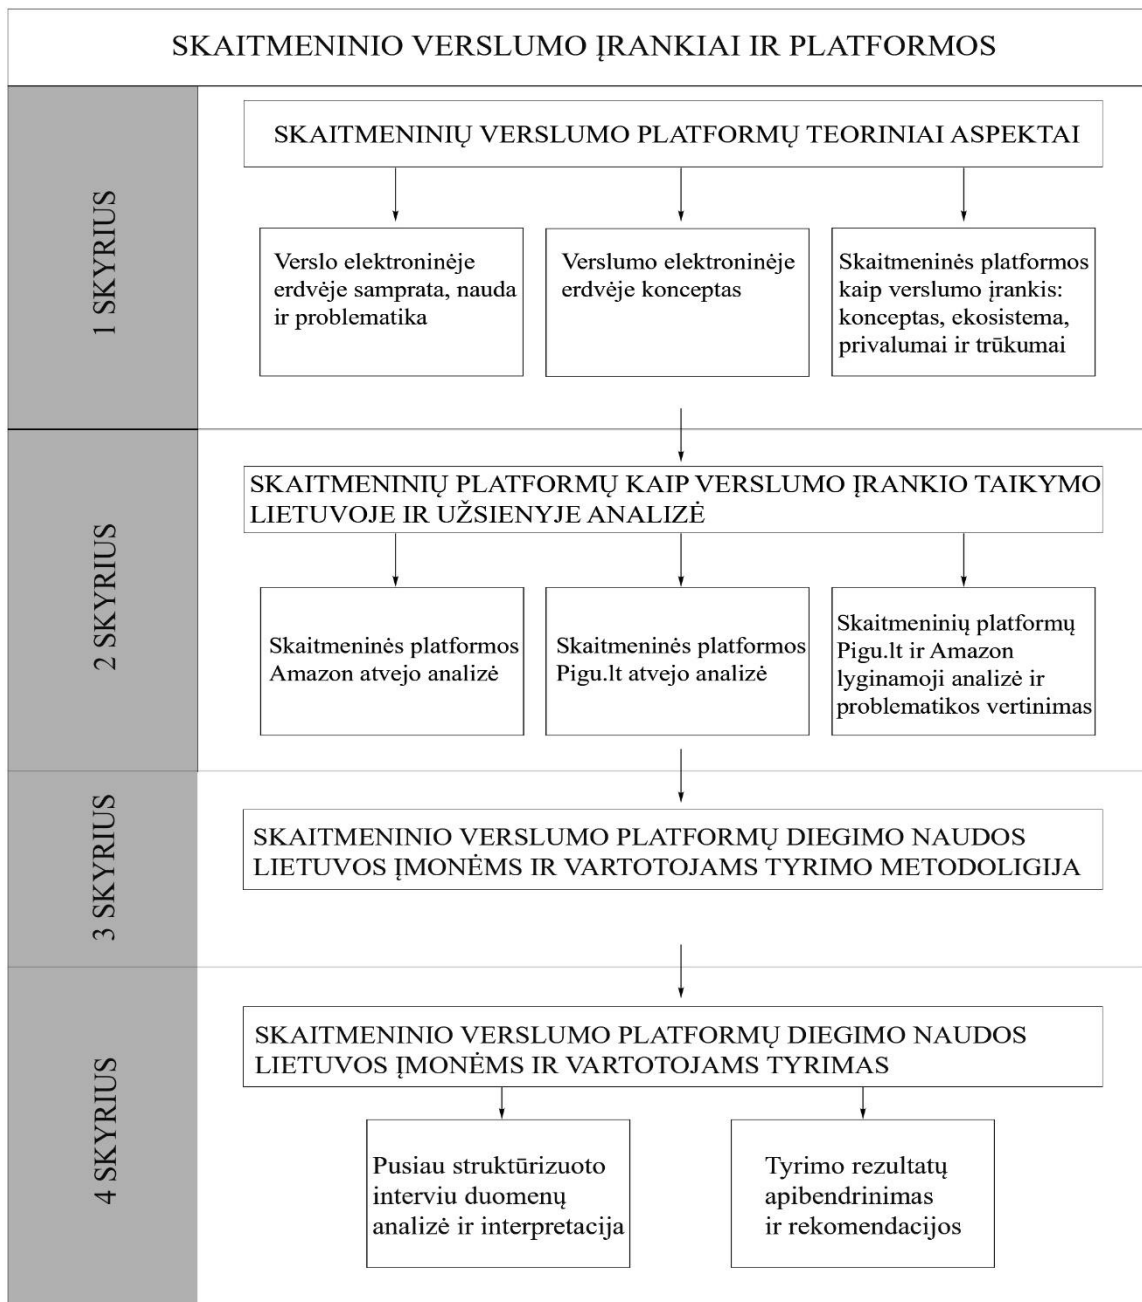 SKAITMENINIO VERSLUMO ĮRANKIAI IR PLATFORMOS
1 SKYRIUS
SKAITMENINIŲ VERSLUMO PLATFORMŲ TEORINIAI ASPEKTAI
Verslo elektroninėje
erdvėje samprata, nauda
ir problematika
Verslumo elektroninėje
erdvėje konceptas
Skaitmeninės platformos
kaip verslumo įrankis:
konceptas, ekosistema,
privalumai ir trūkumai
2 SKYRIUS
SKAITMENINIŲ PLATFORMŲ KAIP VERSLUMO ĮRANKIO TAIKYMO
LIETUVOJE IR UŽSIENYJE ANALIZĖ
Skaitmeninės platformos
Amazon atvejo analizė
Skaitmeninės platformos
Pigu.lt atvejo analizė
Skaitmeninių platformų
Pigu.lt ir Amazon
lyginamoji analizė ir
problematikos vertinimas
3 SKYRIUS
SKAITMENINIO VERSLUMO PLATFORMŲ DIEGIMO NAUDOS
LIETUVOS ĮMONĖMS IR VARTOTOJAMS TYRIMO METODOLIGIJA
4 SKYRIUS
SKAITMENINIO VERSLUMO PLATFORMŲ DIEGIMO NAUDOS
LIETUVOS ĮMONĖMS IR VARTOTOJAMS TYRIMAS
Pusiau struktūrizuoto
interviu duomenų
analizė ir interpretacija
Tyrimo rezultatų
apibendrinimas
ir rekomendacijos